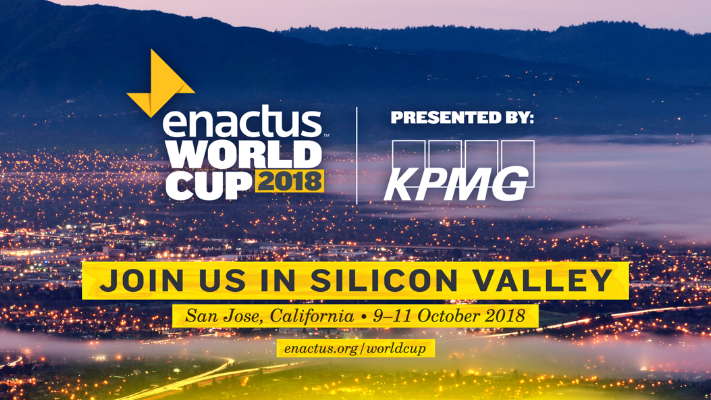 enactus™
WORLD
CUP 2018
PRESENTED BY:
KPMG
JOIN US IN SILICON VALLEY
San Jose, California • 9–11 October 2018
enactus.org/worldcup